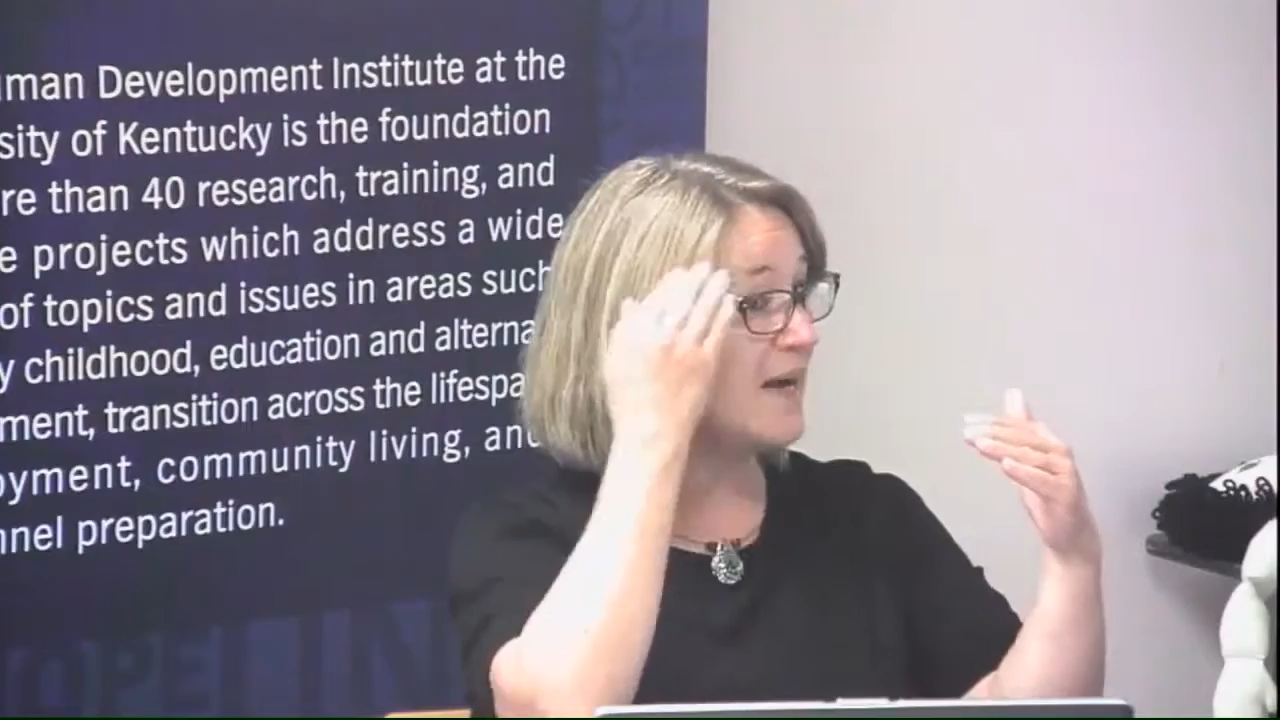 uman Development Institute at the
sity of Kentucky is the foundation
re than 40 research, training, and
e projects which address a wide
of topics and issues in areas such
y childhood, education and alterna
ment, transition across the lifespa
oyment, community living, and
nnel preparation.